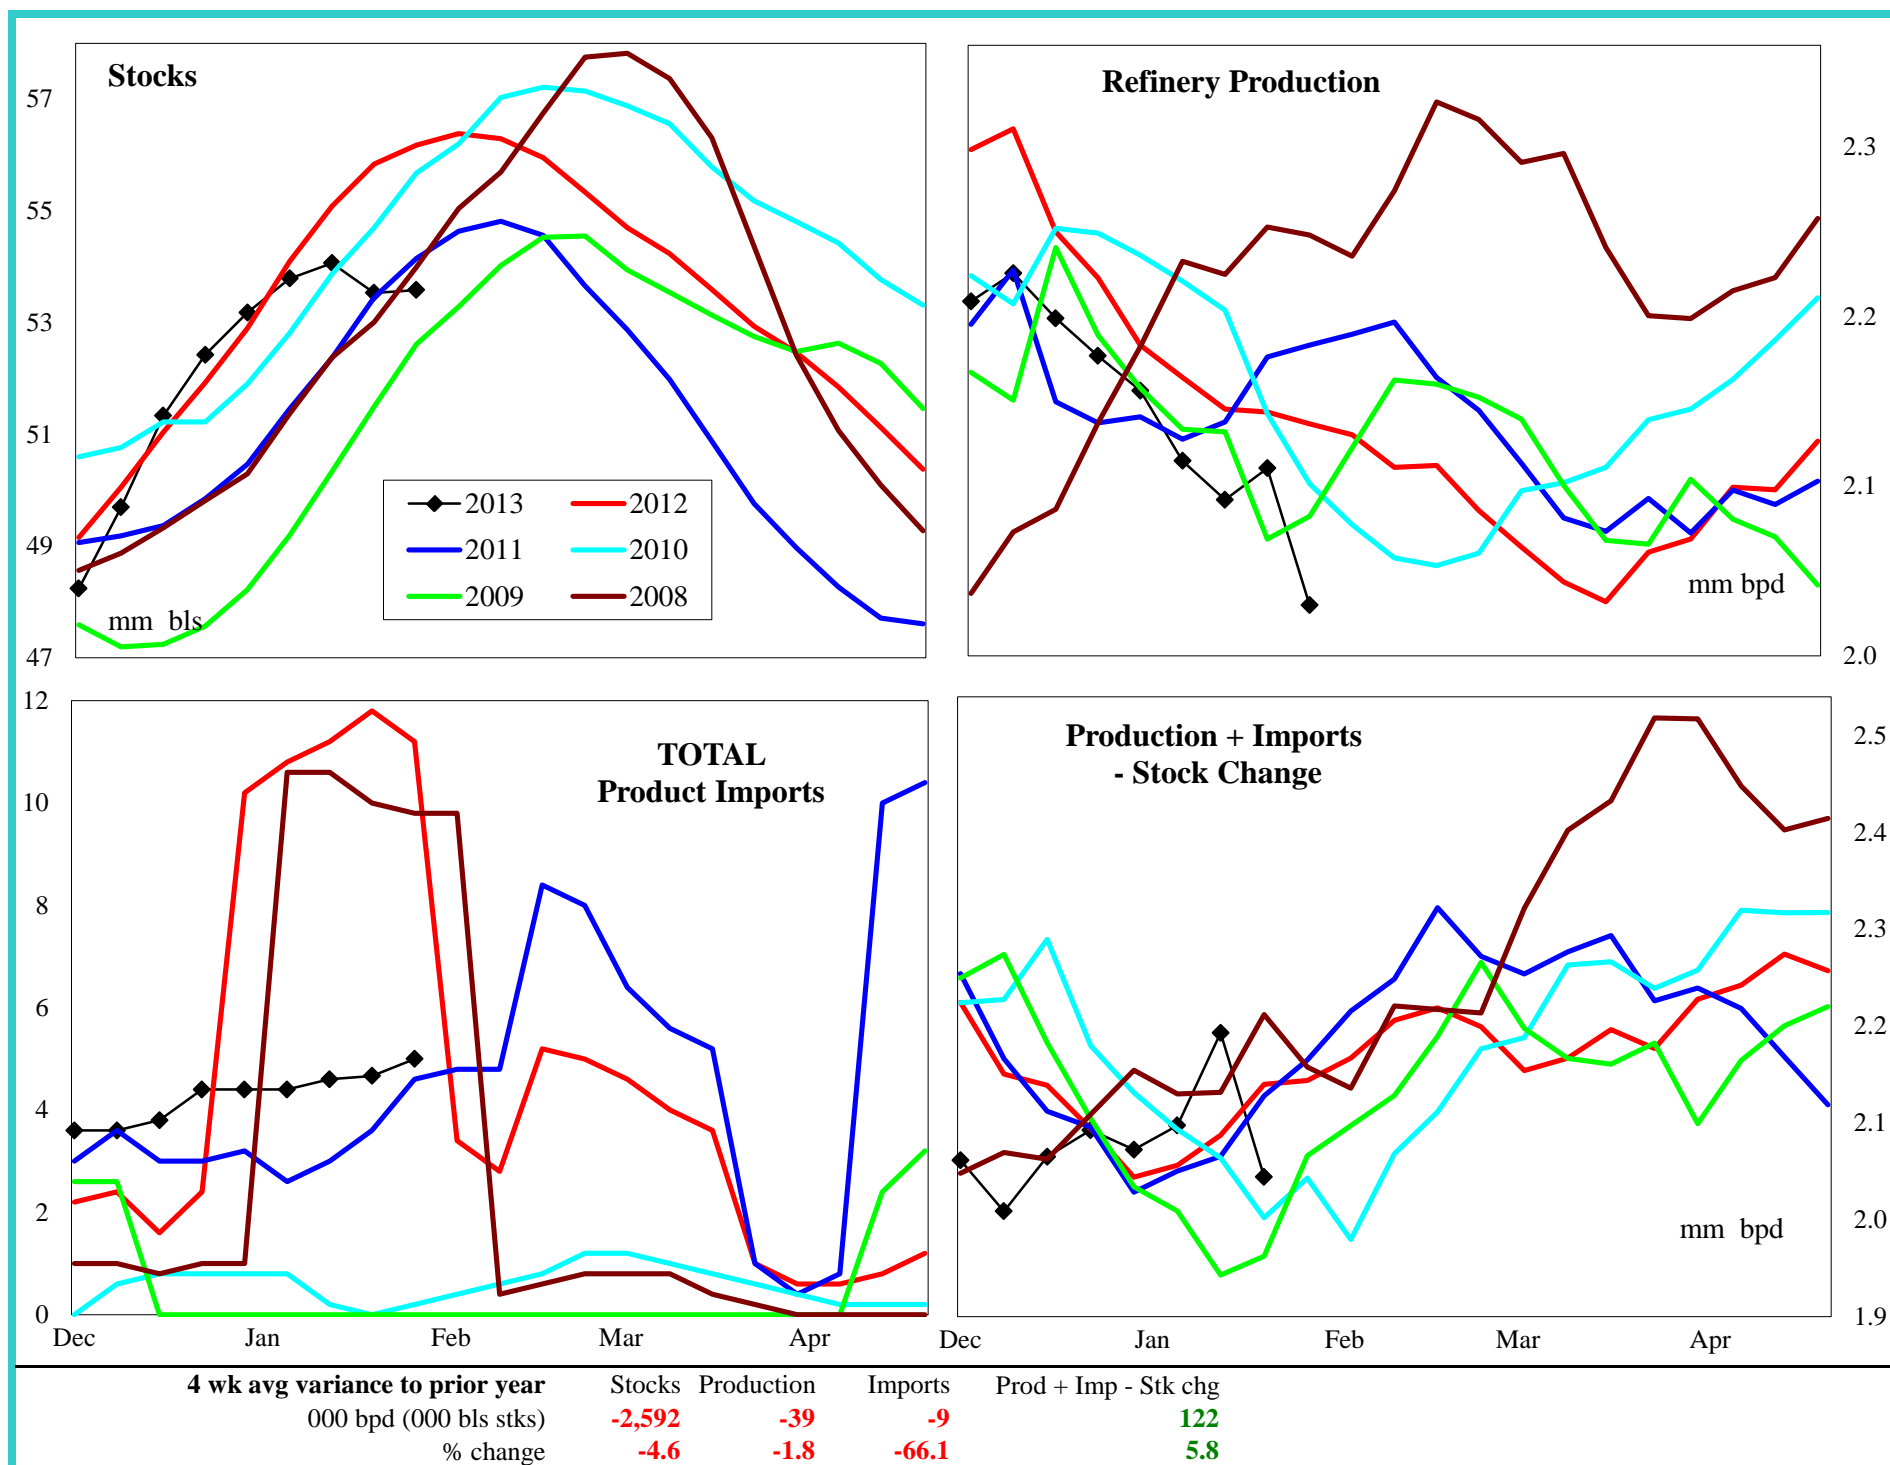 Stocks
57
55
53
51
49
47
mm bls
2013 2012
2011 2010
2009 2008
Refinery Production
2.3
2.2
2.1
2.0
mm bpd
TOTAL
Product Imports
12
10
8
6
4
2
0
Dec Jan Feb Mar Apr
Production + Imports
- Stock Change
2.5
2.4
2.3
2.2
2.1
2.0
1.9
mm bpd
Dec Jan Feb Mar Apr
4 wk avg variance to prior year Stocks Production Imports Prod + Imp - Stk chg
000 bpd (000 bls stks) -2,592 -39 -9 122
% change -4.6 -1.8 -66.1 5.8